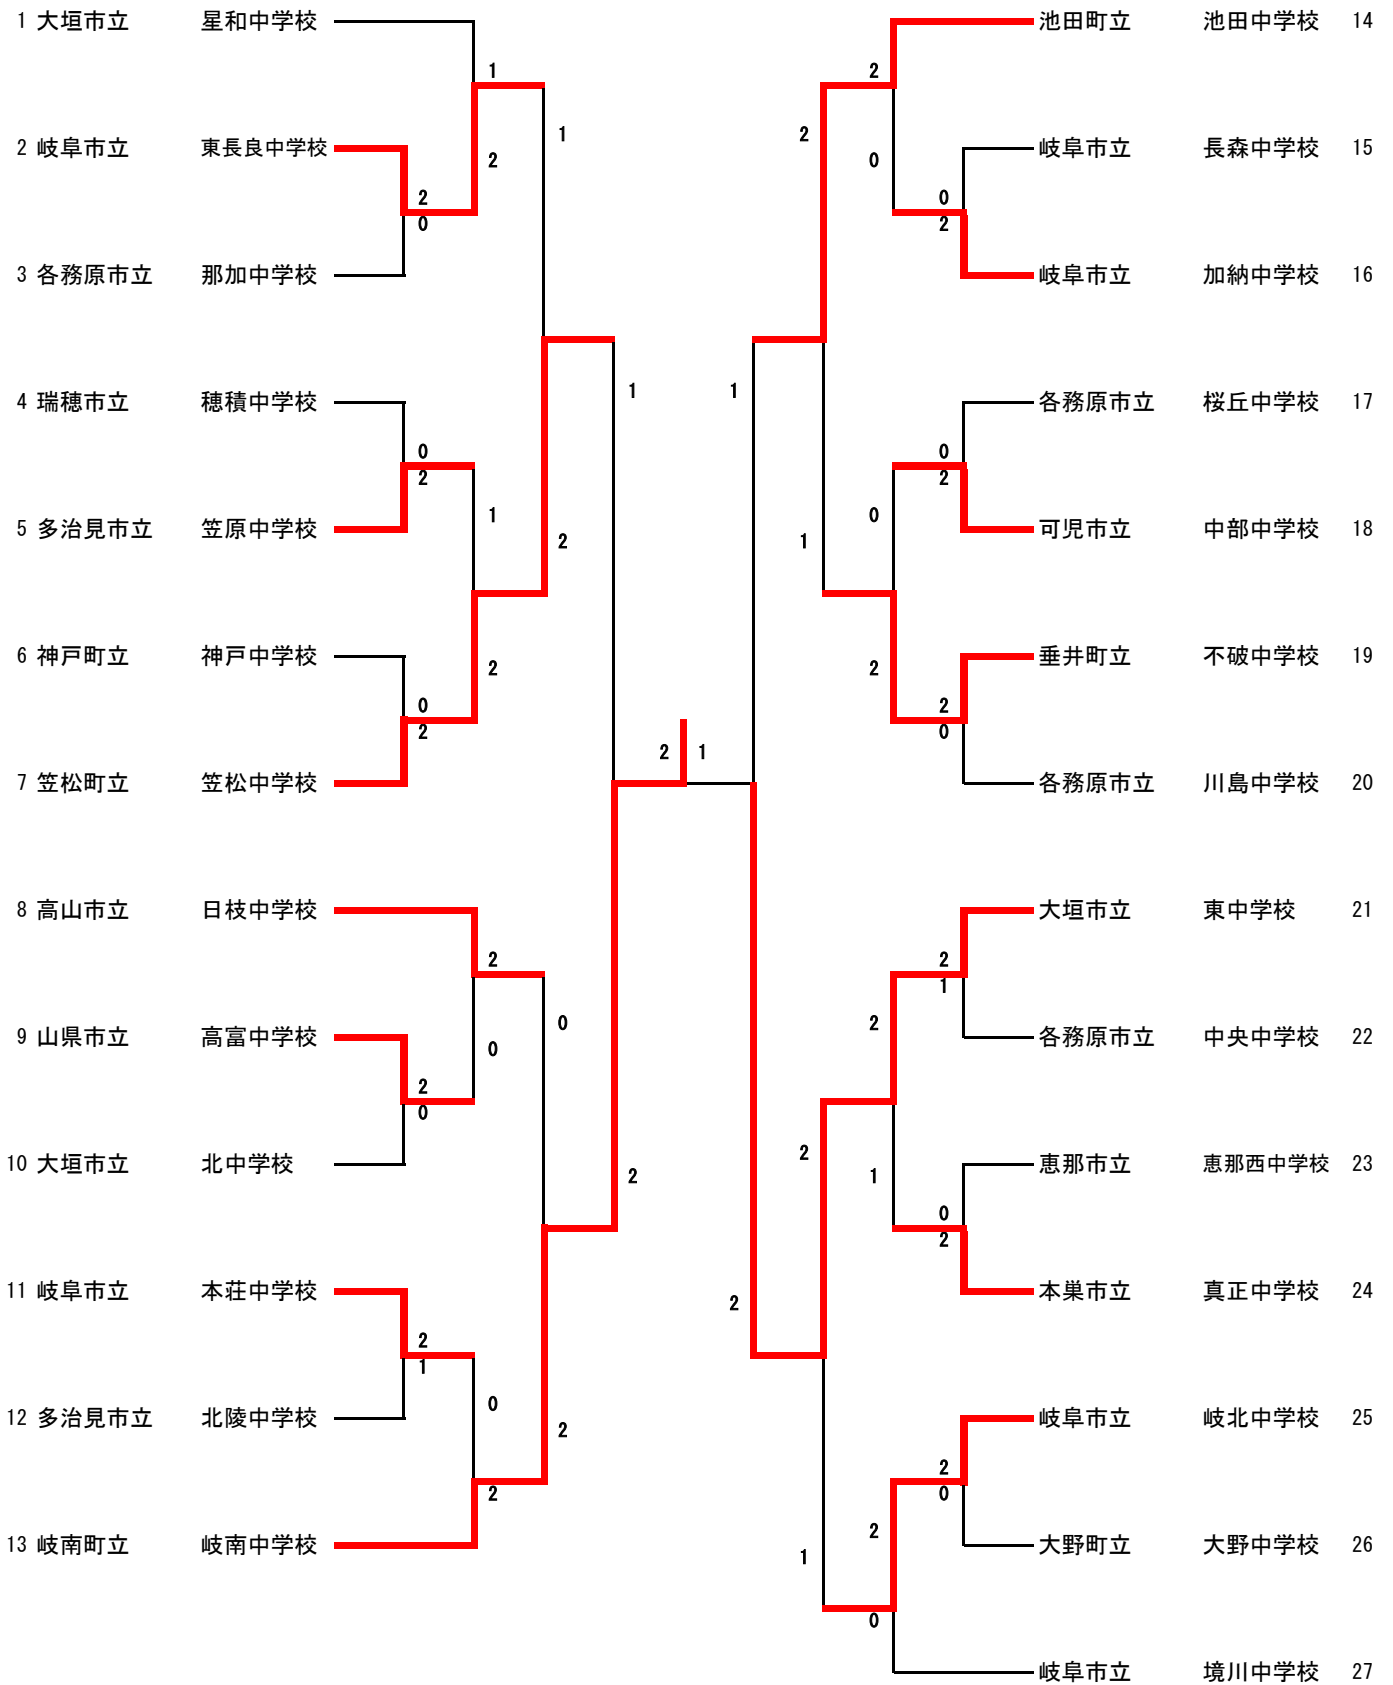 1 大垣市立 星和中学校
2 岐阜市立 東長良中学校
3 各務原市立 那加中学校
4 瑞穂市立 穂積中学校
5 多治見市立 笠原中学校
6 神戸町立 神戸中学校
7 笠松町立 笠松中学校
8 高山市立 日枝中学校
9 山県市立 高富中学校
10 大垣市立 北中学校
11 岐阜市立 本荘中学校
12 多治見市立 北陵中学校
13 岐南町立 岐南中学校
1
2
2
0
0
2
1
2
0
2
2
0
2
0
2
1
0
2
1
2
0
2
1
2
2 1
1
2
2
1
2
1
2
0
0
2
2
1
2
0
0
2
0
2
2
0
2
1
0
2
2
0
池田町立 池田中学校 14
岐阜市立 長森中学校 15
岐阜市立 加納中学校 16
各務原市立 桜丘中学校 17
可児市立 中部中学校 18
垂井町立 不破中学校 19
各務原市立 川島中学校 20
大垣市立 東中学校 21
各務原市立 中央中学校 22
恵那市立 恵那西中学校 23
本巣市立 真正中学校 24
岐阜市立 岐北中学校 25
大野町立 大野中学校 26
岐阜市立 境川中学校 27